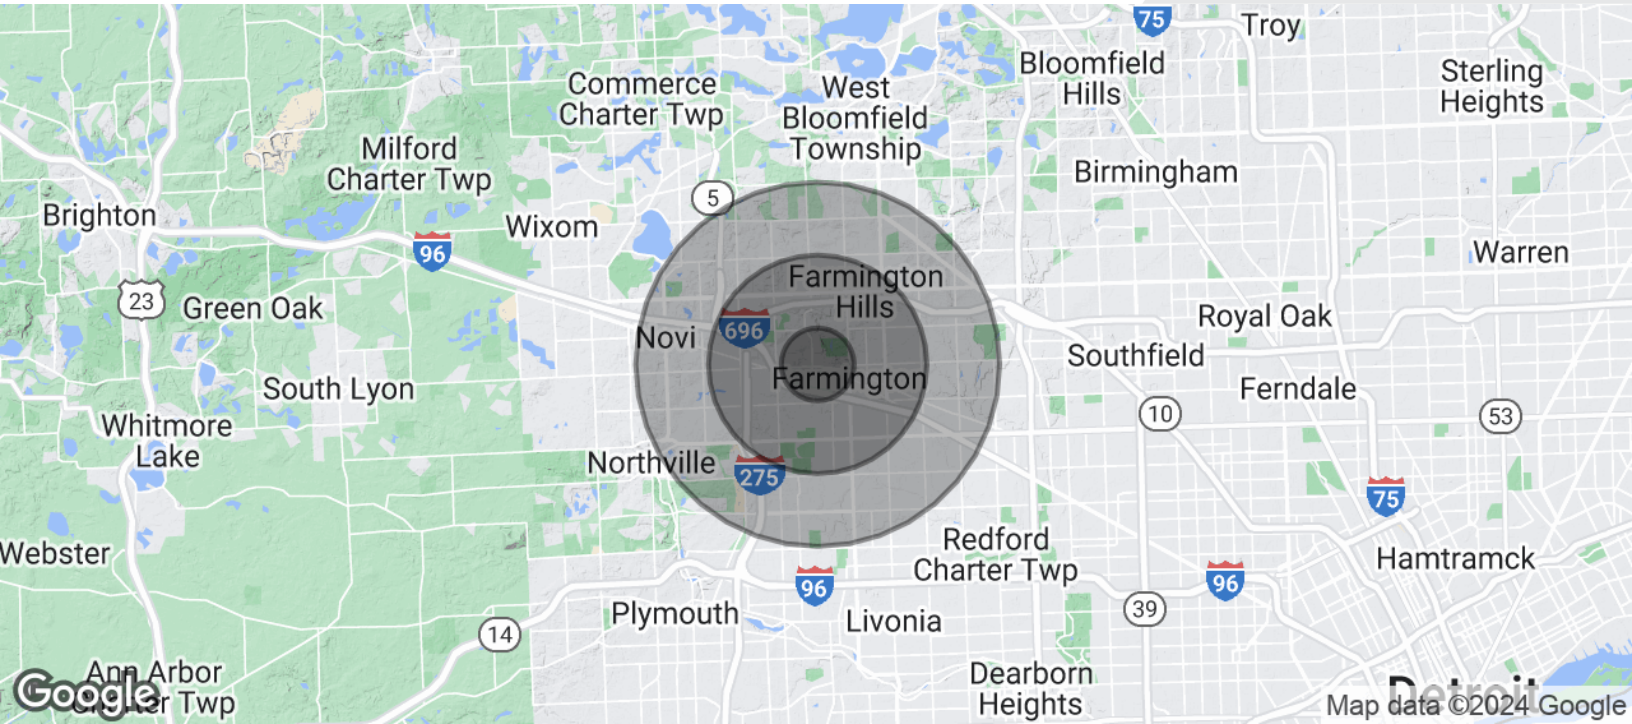 75
Troy
Bloomfield
Hills
Sterling
Heights
Commerce
Charter Twp
West
Bloomfield
Township
Milford
Charter Twp
Birmingham
5
Brighton
Wixom
96
Warren
Farmington
Hills
23
Green Oak
696
Novi
Royal Oak
Southfield
Farmington
South Lyon
Ferndale
10
53
Whitmore
Lake
Northville
275
75
Webster
Redford
Charter Twp
Hamtramck
96
96
Plymouth
Livonia
39
14
Ann Arbor
Charter Twp
Dearborn
Heights
Detroit
Google
Map data ©2024 Google